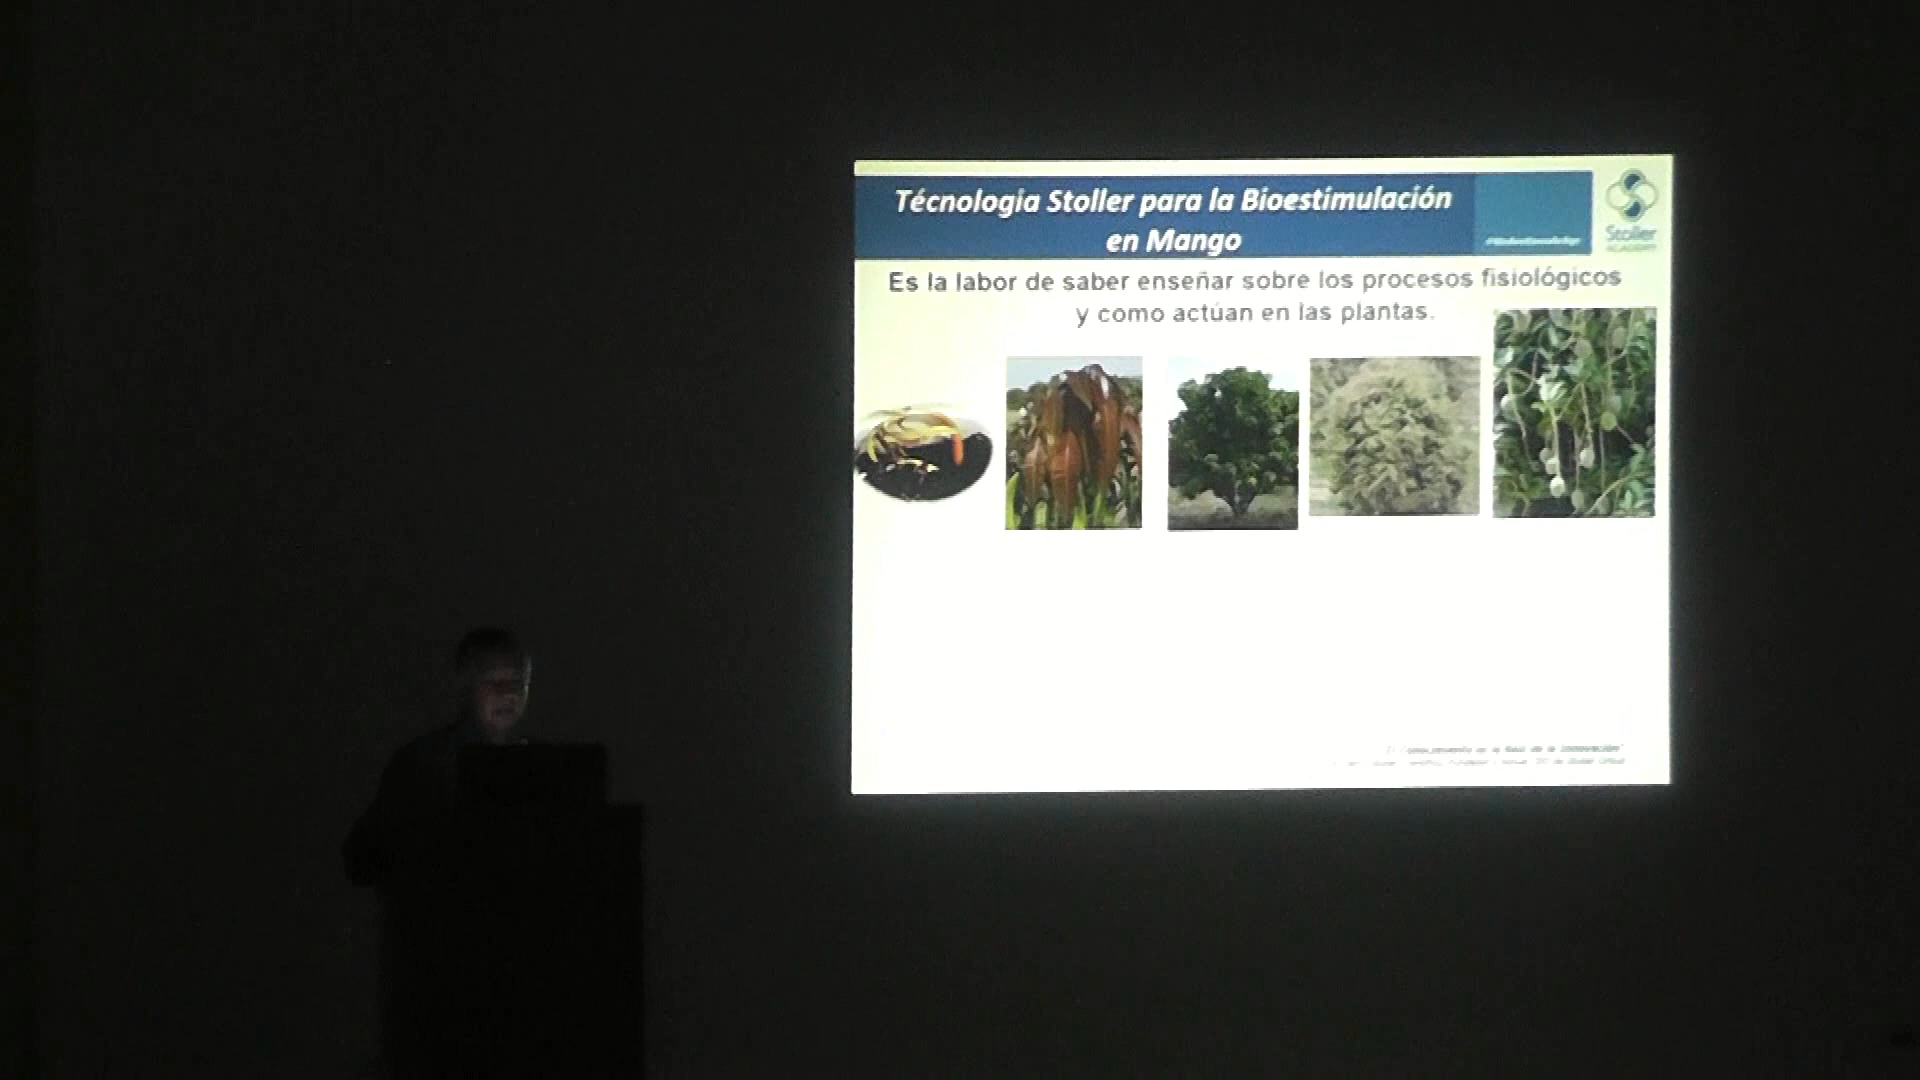 Técnologia Stoller para la Bioestimulación
en Mango
Stoller
Es la labor de saber enseñar sobre los procesos fisiológicos
y como actúan en las plantas.